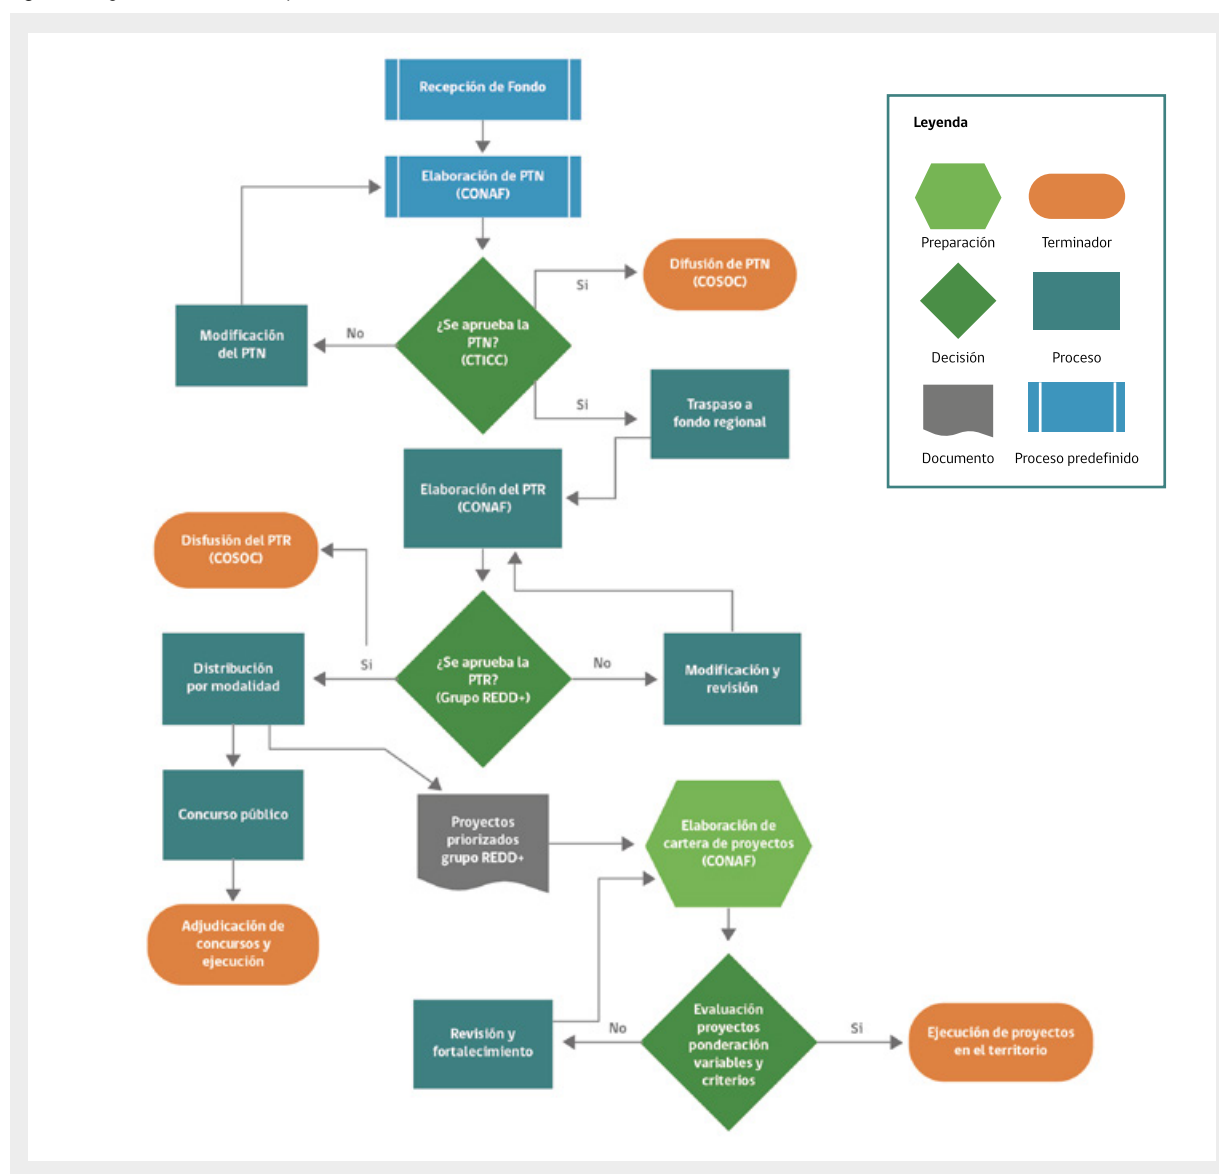 Recepción de Fondo
Elaboración de PTN
(CONAF)
Difusión de PTN
(COSOC)
Si
¿Se aprueba la
PTN?
(CTICC)
No
Modificación
del PTN
Si
Traspaso a
fondo regional
Elaboración del PTR
(CONAF)
Disfusión del PTR
(COSOC)
Distribución
por modalidad
Si
¿Se aprueba la
PTR?
(Grupo REDD+)
No
Modificación y
revisión
Concurso público
Proyectos
priorizados
grupo REDD+
Elaboración de
cartera de proyectos
(CONAF)
Adjudicación de
concursos y
ejecución
Revisión y
fortalecimiento
No
Evaluación
proyectos
ponderación
variables y
criterios
Si
Ejecución de proyectos
en el territorio
Leyenda
Preparación
Terminador
Decisión
Proceso
Documento
Proceso predefinido